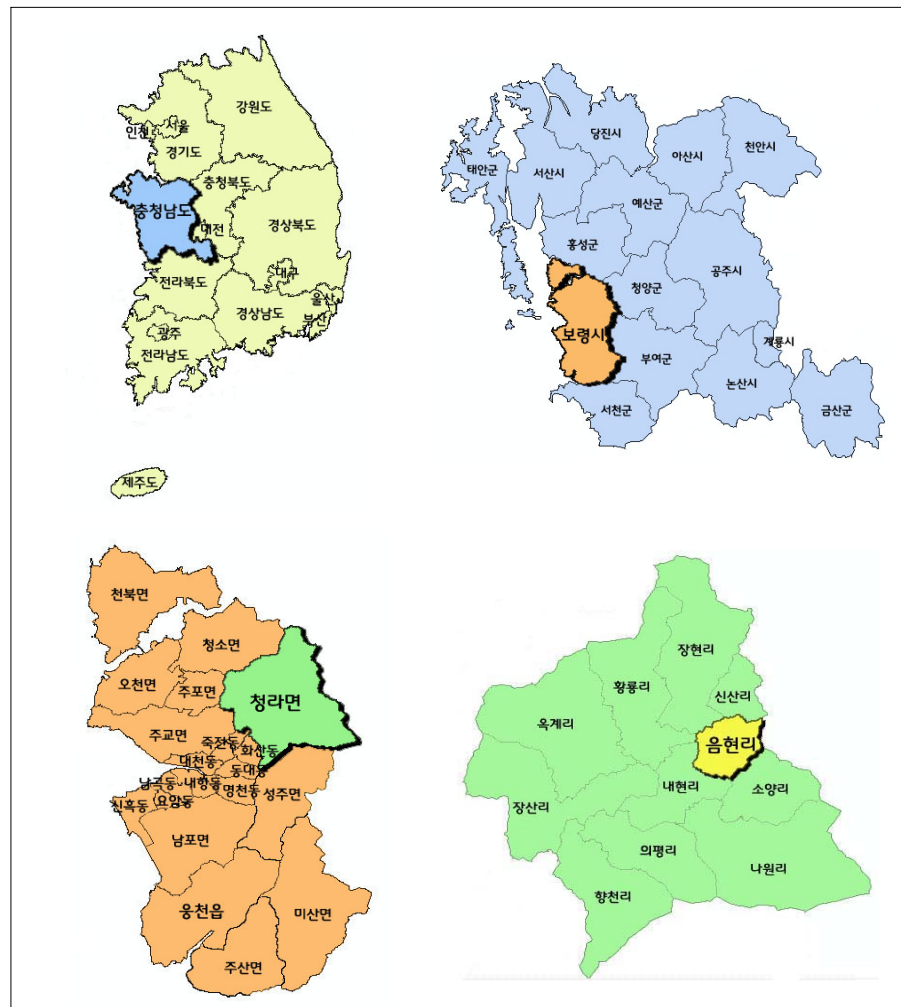 강원도
서울
인천
경기도
충청북도
충청남도
대전
경상북도
전라북도
대구
울산
경상남도
부산
광주
전라남도
제주도
당진시
천안시
아산시
태안군
서산시
예산군
홍성군
공주시
청양군
보령시
계룡시
부여군
논산시
서천군
금산군
천북면
청소면
오천면
주포면
청라면
주교면
죽정동
화산동
대천동
동대동
남곡동
내항동
명천동
성주면
신흑동
요암동
남포면
웅천읍
미산면
주산면
장현리
황룡리
신산리
옥계리
음현리
내현리
소양리
장산리
의평리
나원리
향천리